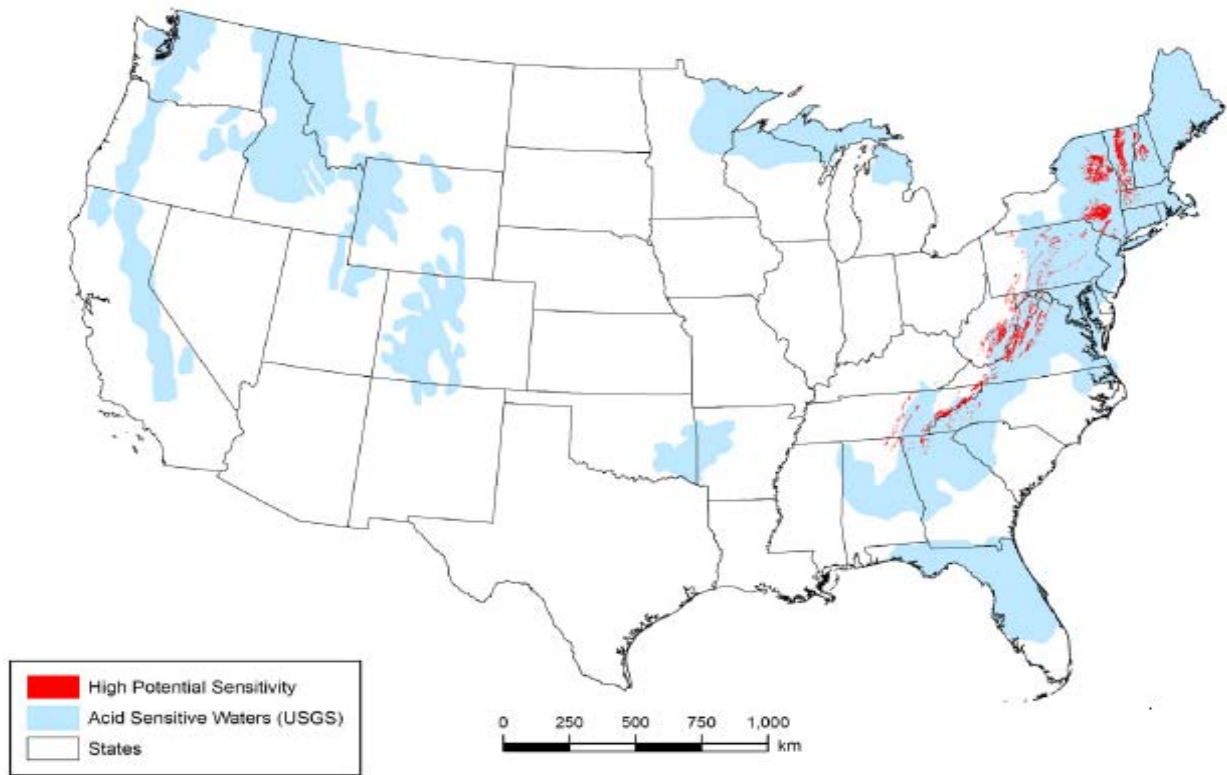 High Potential Sensitivity
Acid Sensitive Waters (USGS)
States
0 250 500 750 1,000
km